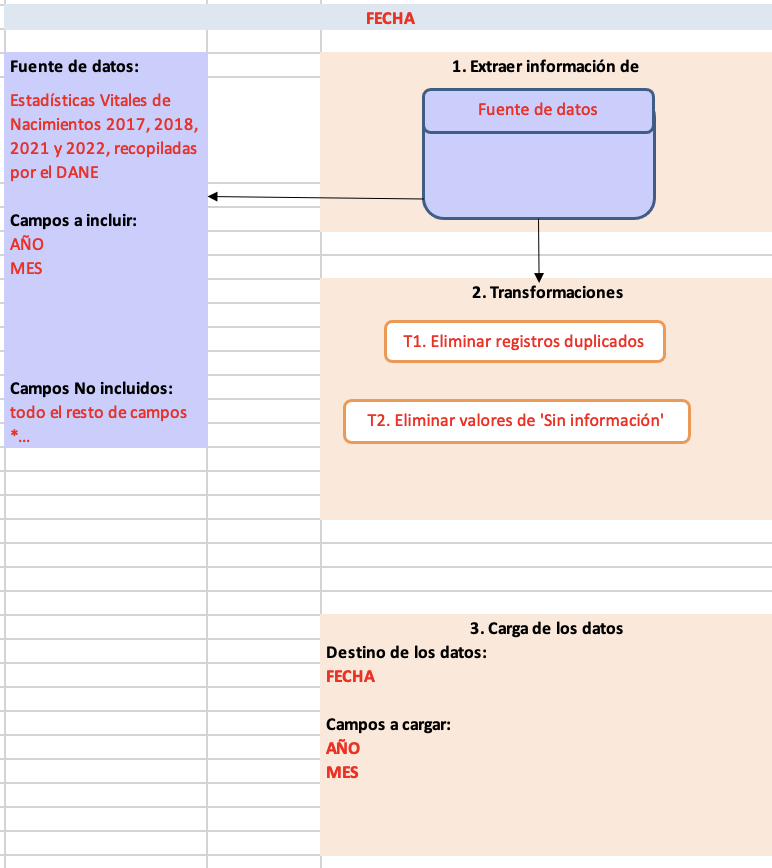 FECHA
Fuente de datos:
Estadísticas Vitales de
Nacimientos 2017, 2018,
2021 y 2022, recopiladas
por el DANE
Campos a incluir:
AÑO
MES
Campos No incluidos:
todo el resto de campos
*...
1. Extraer información de
Fuente de datos
2. Transformaciones
T1. Eliminar registros duplicados
T2. Eliminar valores de 'Sin información'
3. Carga de los datos
Destino de los datos:
FECHA
Campos a cargar:
AÑO
MES